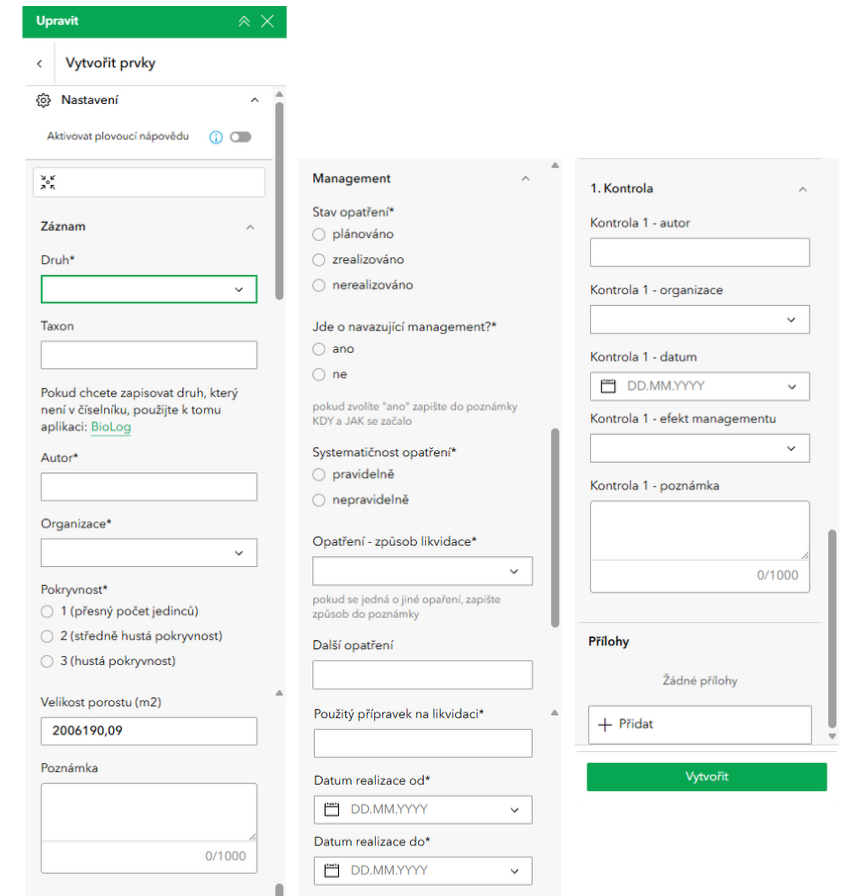 Upravit
Vytvořit prvky
Nastavení
Aktivovat plovoucí nápovědu
Záznam
Druh*
Taxon
Pokud chcete zapisovat druh, který
není v číselníku, použijte k tomu
aplikaci: BioLog
Autor*
Organizace*
Pokryvnost*
1 (přesný počet jedinců)
2 (středně hustá pokryvnost)
3 (hustá pokryvnost)
Velikost porostu (m2)
2006190,09
Poznámka
0/1000
Management
Stav opatření*
plánováno
zrealizováno
nerealizováno
Jde o navazující management?*
ano
ne
pokud zvolíte "ano" zapište do poznámky
KDY a JAK se začalo
Systematičnost opatření*
pravidelně
nepravidelně
Opatření - způsob likvidace*
pokud se jedná o jiné opaření, zapište
způsob do poznámky
Další opatření
Použitý přípravek na likvidaci*
Datum realizace od*
DD.MM.YYYY
Datum realizace do*
DD.MM.YYYY
1. Kontrola
Kontrola 1 - autor
Kontrola 1 - organizace
Kontrola 1 - datum
DD.MM.YYYY
Kontrola 1 - efekt managementu
Kontrola 1 - poznámka
0/1000
Přílohy
Žádné přílohy
Přidat
Vytvořit